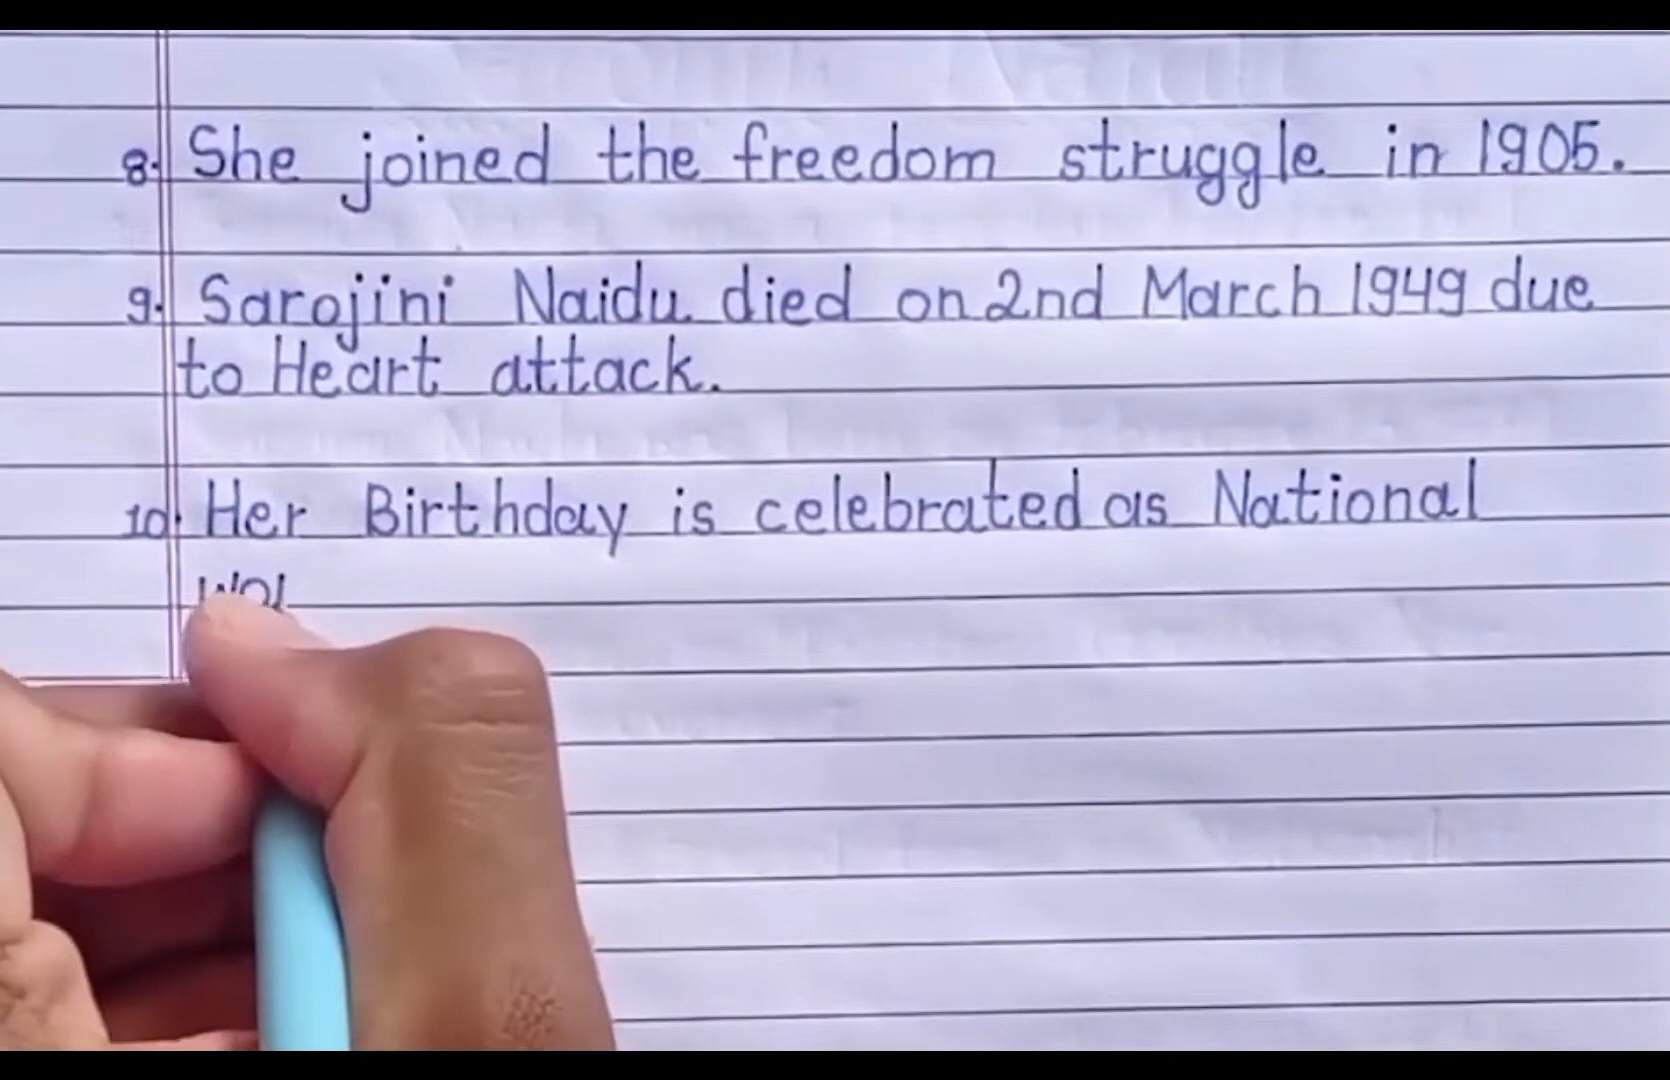 8. She joined the freedom struggle in 1905.
9. Sarojini Naidu died on 2nd March 1949 due
to Heart attack.
10. Her Birthday is celebrated as National